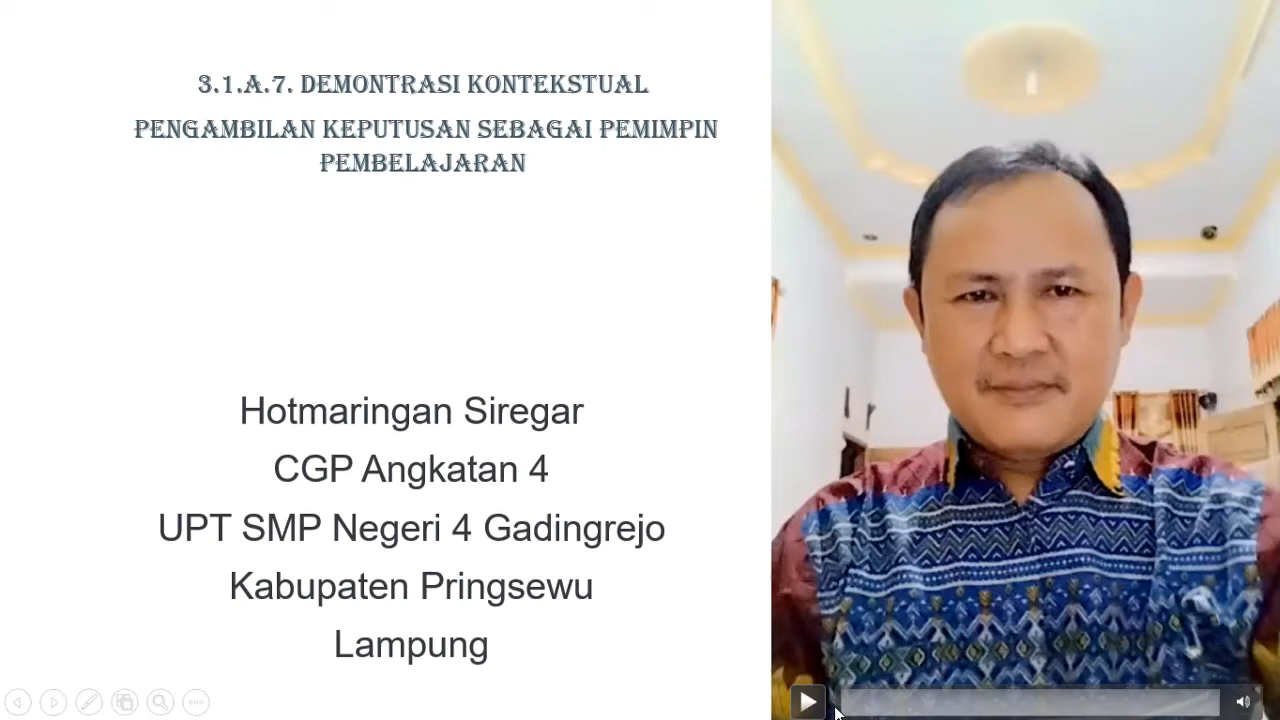 3.1.A.7. DEMONTRASI KONTEKSTUAL
PENGAMBILAN KEPUTUSAN SEBAGAI PEMIMPIN
PEMBELAJARAN
Hotmaringan Siregar
CGP Angkatan 4
UPT SMP Negeri 4 Gadingrejo
Kabupaten Pringsewu
Lampung